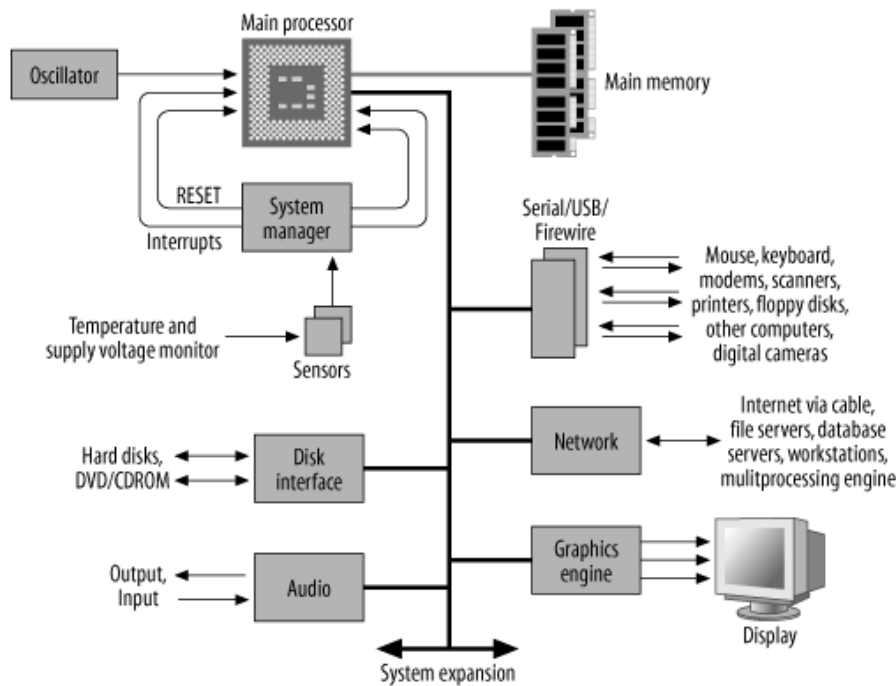 Main processor
Oscillator
Main memory
RESET
System
manager
Interrupts
Serial/USB/
Firewire
Mouse, keyboard,
modems, scanners,
printers, floppy disks,
other computers,
digital cameras
Temperature and
supply voltage monitor
Sensors
Internet via cable,
file servers, database
servers, workstations,
mulitprocessing engine
Network
Hard disks,
DVD/CDROM
Disk
interface
Graphics
engine
Output,
Input
Audio
Display
System expansion